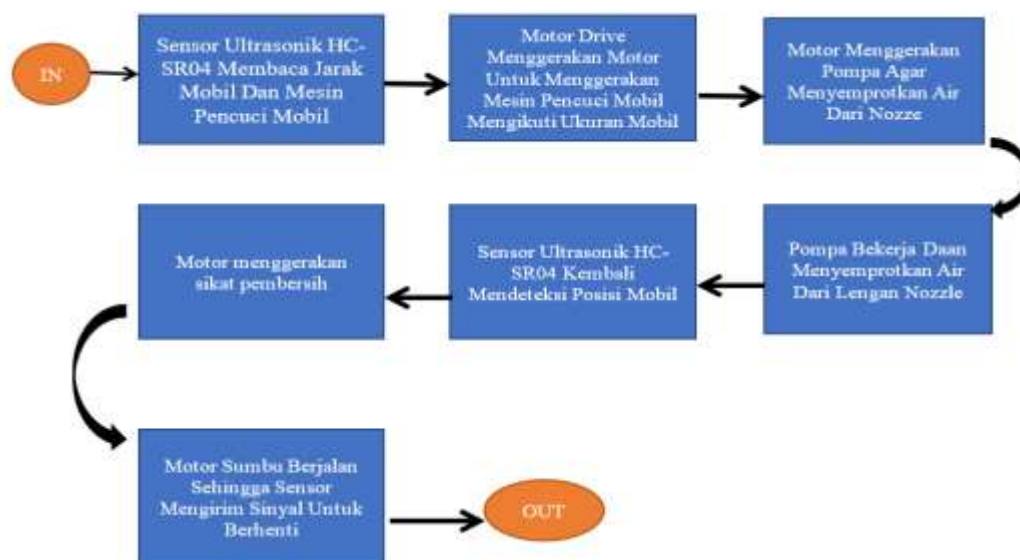 IN
Sensor Ultrasonik HC-
SR04 Membaca Jarak
Mobil Dan Mesin
Pencuci Mobil
Motor Drive
Menggerakan Motor
Untuk Menggerakan
Mesin Pencuci Mobil
Mengikuti Ukuran Mobil
Motor Menggerakan
Pompa Agar
Menyemprotkan Air
Dari Nozze
Pompa Bekerja Daan
Menyemprotkan Air
Dari Lengan Nozzle
Sensor Ultrasonik HC-
SR04 Kembali
Mendeteksi Posisi Mobil
Motor menggerakan
sikat pembersih
Motor Sumbu Berjalan
Sehingga Sensor
Mengirim Sinyal Untuk
Berhenti
OUT